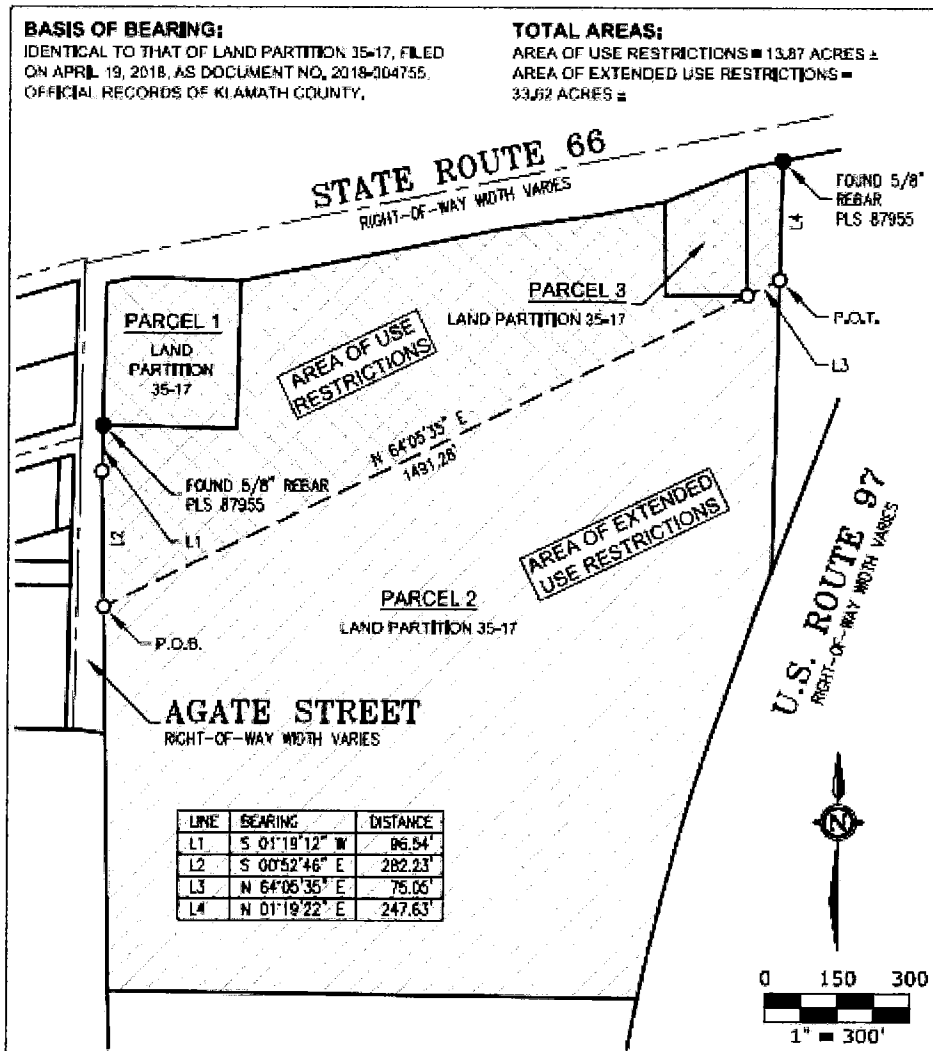 BASIS OF BEARING:
IDENTICAL TO THAT OF LAND PARTITION 35-17, FILED
ON APRIL 19, 2018, AS DOCUMENT NO. 2018-004755,
OFFICIAL RECORDS OF KLAMATH COUNTY.
TOTAL AREAS:
AREA OF USE RESTRICTIONS = 13.87 ACRES ±
AREA OF EXTENDED USE RESTRICTIONS =
33.62 ACRES ±
STATE ROUTE 66
RIGHT-OF-WAY WIDTH VARIES
FOUND 5/8"
REBAR
PLS 87955
L4
PARCEL 1
LAND
PARTITION
35-17
PARCEL 3
LAND PARTITION 35-17
P.O.T.
L3
AREA OF USE
RESTRICTIONS
N 64°05'35" E
1491.28'
FOUND 5/8" REBAR
PLS 87955
L1
L2
AREA OF EXTENDED
USE RESTRICTIONS
PARCEL 2
LAND PARTITION 35-17
P.O.B.
U.S. ROUTE 97
RIGHT-OF-WAY WIDTH VARIES
AGATE STREET
RIGHT-OF-WAY WIDTH VARIES
LINE BEARING DISTANCE
L1 S 01°19'12" W 96.54'
L2 S 00°52'46" E 282.23'
L3 N 64°05'35" E 75.05'
L4 N 01°19'22" E 247.63'
N
0 150 300
1" = 300'